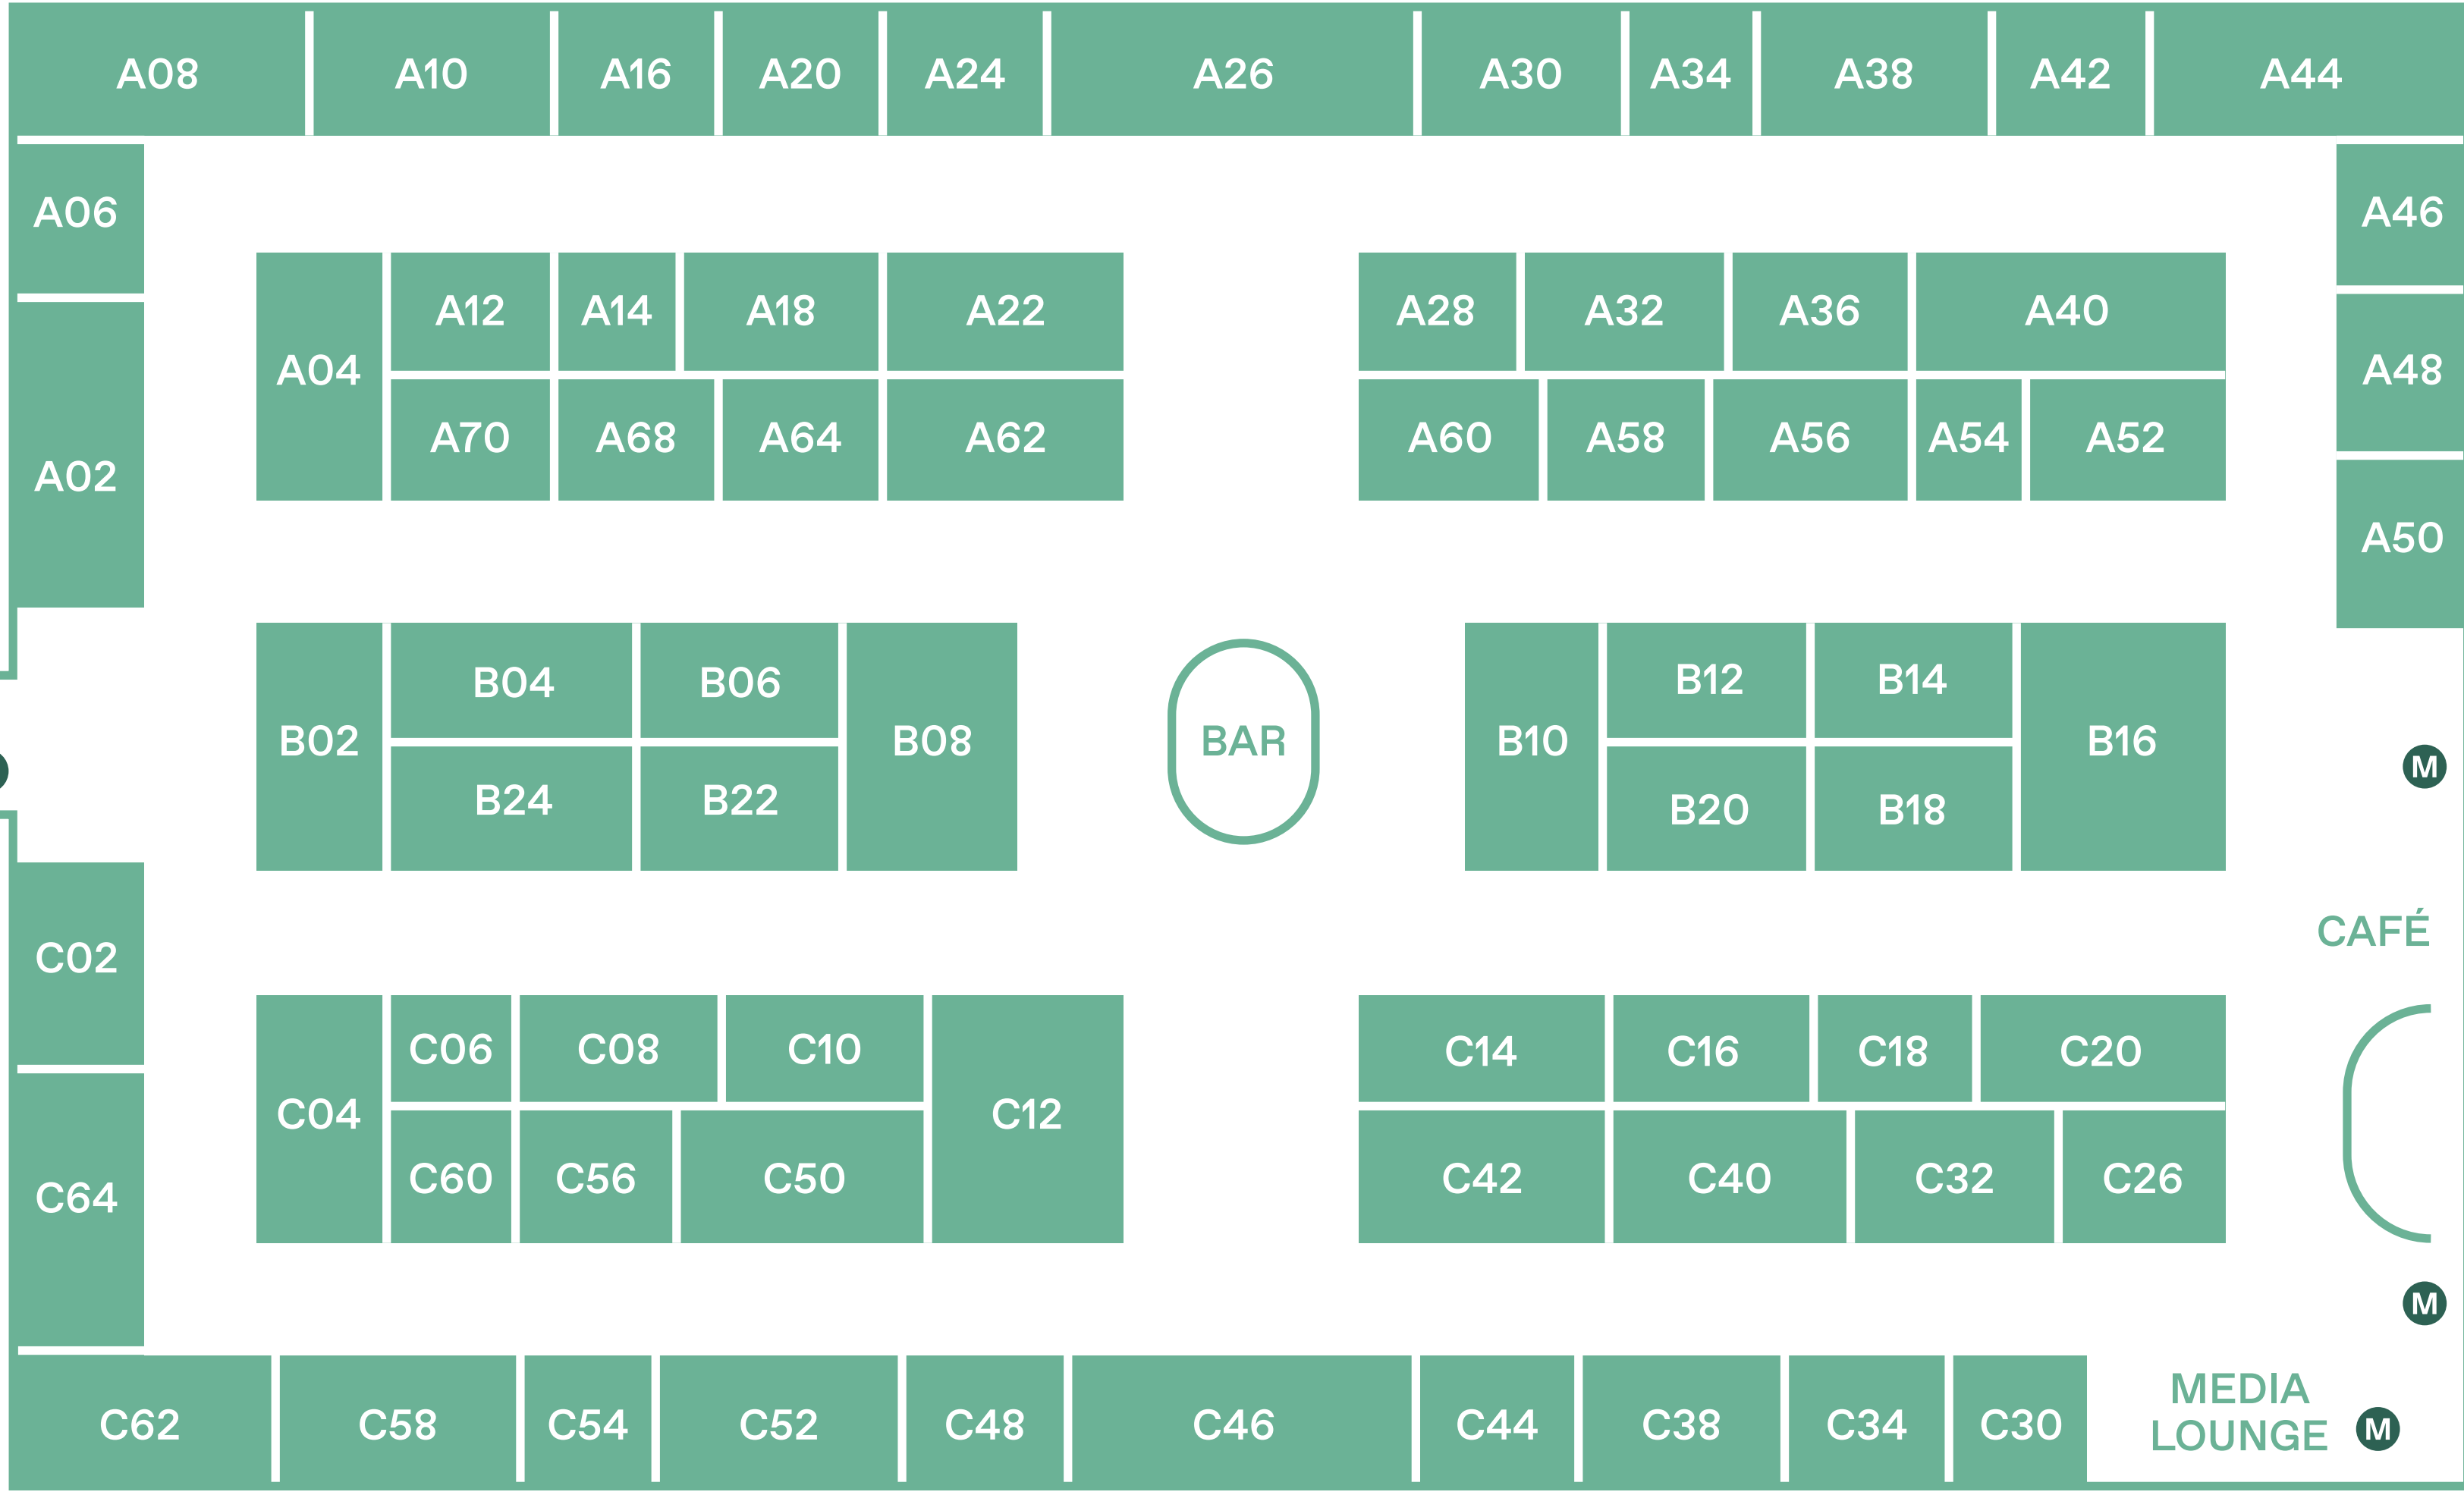 A08 A10 A16 A20 A24 A26 A30 A34 A38 A42 A44
A06 A46
A12 A14 A18 A22 A28 A32 A36 A40
A04 A48
A70 A68 A64 A62 A60 A58 A56 A54 A52
A02 A50
B04 B06 B12 B14
B02 B08 BAR B10 B16 M
B24 B22 B20 B18
C02 CAFÉ
C06 C08 C10 C14 C16 C18 C20
C04 C12
C60 C56 C50 C42 C40 C32 C26
C64
M
C62 C58 C54 C52 C48 C46 C44 C38 C34 C30
MEDIA
LOUNGE M